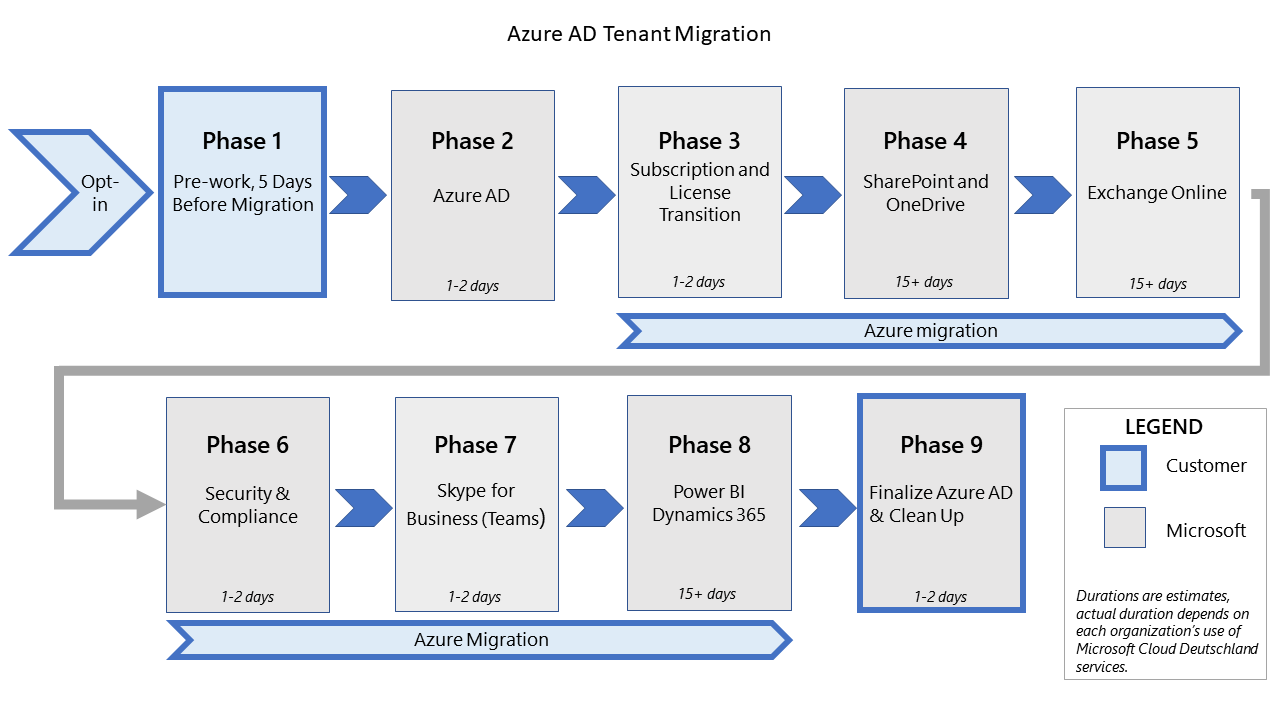 Azure AD Tenant Migration
Opt-
in
Phase 1
Pre-work, 5 Days
Before Migration
Phase 2
Azure AD
1-2 days
Phase 3
Subscription and
License
Transition
1-2 days
Phase 4
SharePoint and
OneDrive
15+ days
Phase 5
Exchange Online
15+ days
Azure migration
Phase 6
Security &
Compliance
1-2 days
Phase 7
Skype for
Business (Teams)
1-2 days
Phase 8
Power BI
Dynamics 365
15+ days
Phase 9
Finalize Azure AD
& Clean Up
1-2 days
Azure Migration
LEGEND
Customer
Microsoft
Durations are estimates,
actual duration depends on
each organization's use of
Microsoft Cloud Deutschland
services.